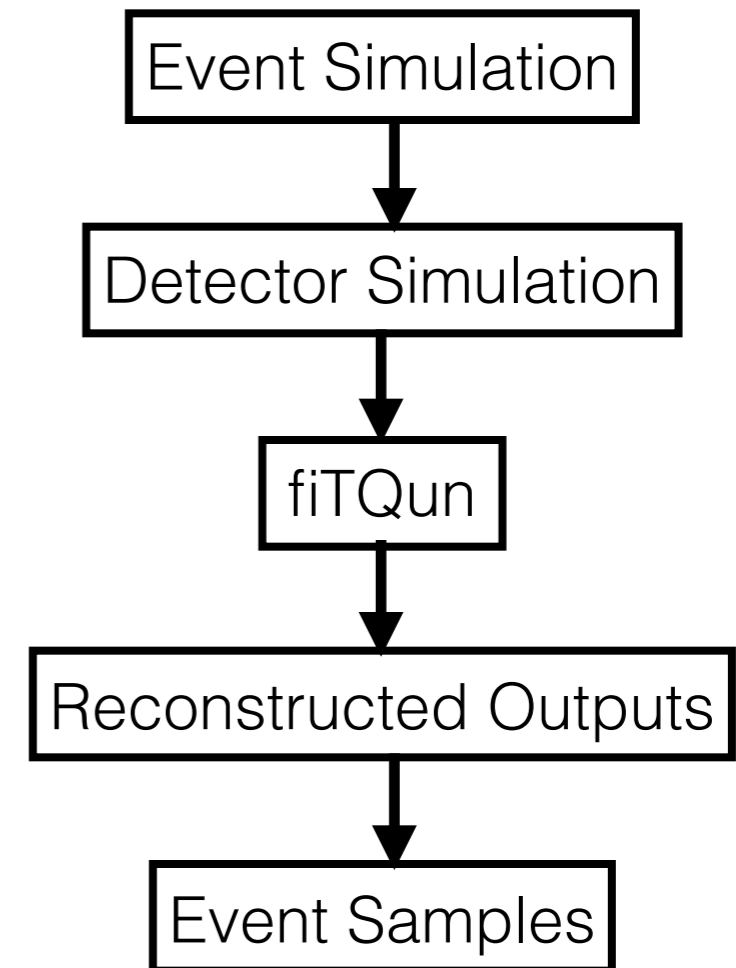 Event Simulation
Detector Simulation
fiTQun
Reconstructed Outputs
Event Samples